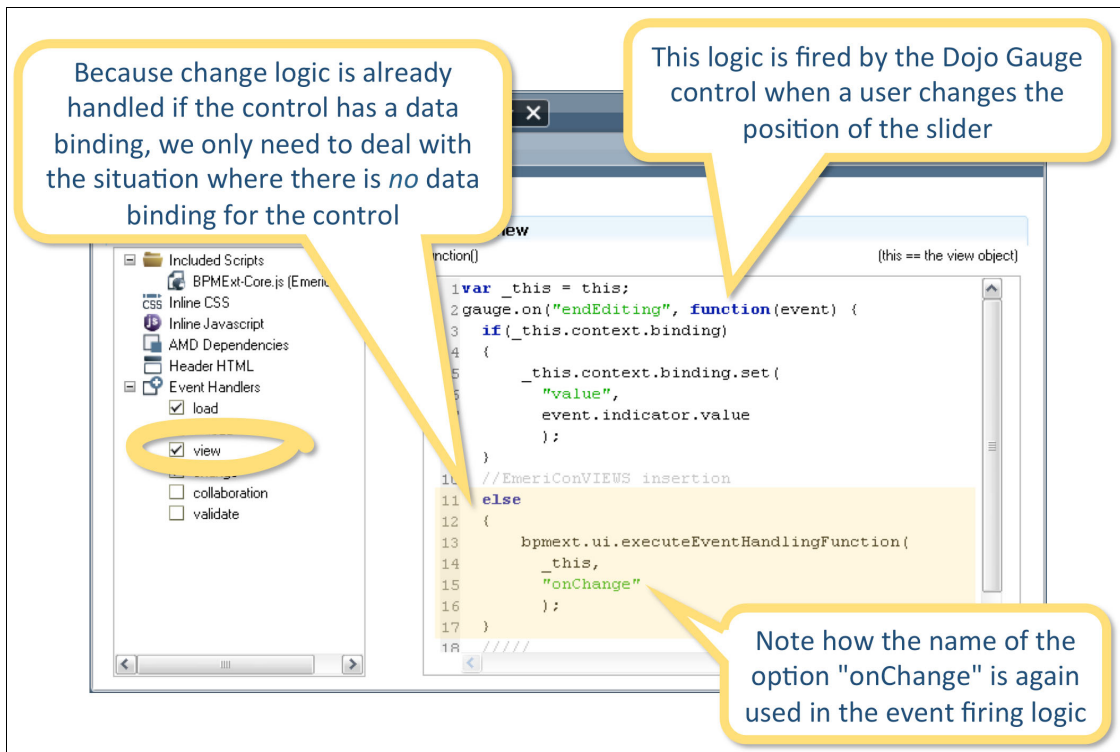 Because change logic is already
handled if the control has a data
binding, we only need to deal with
the situation where there is no data
binding for the control
This logic is fired by the Dojo Gauge
control when a user changes the
position of the slider
(this == the view object)
Included Scripts
BPMExt-Core.js
CSS Inline CSS
JS Inline Javascript
AMD Dependencies
Header HTML
Event Handlers
load
view
collaboration
validate
1 var _this = this;
2 gauge.on("endEditing", function(event) {
3 if(_this.context.binding)
4 {
_this.context.binding.set(
"value",
event.indicator.value
);
}
10 //EmeriConVIEWS insertion
11 else
12 {
13 bpmext.ui.executeEventHandlingFunction(
14 _this,
15 "onChange"
16 );
17 }
18 /////
Note how the name of the
option "onChange" is again
used in the event firing logic